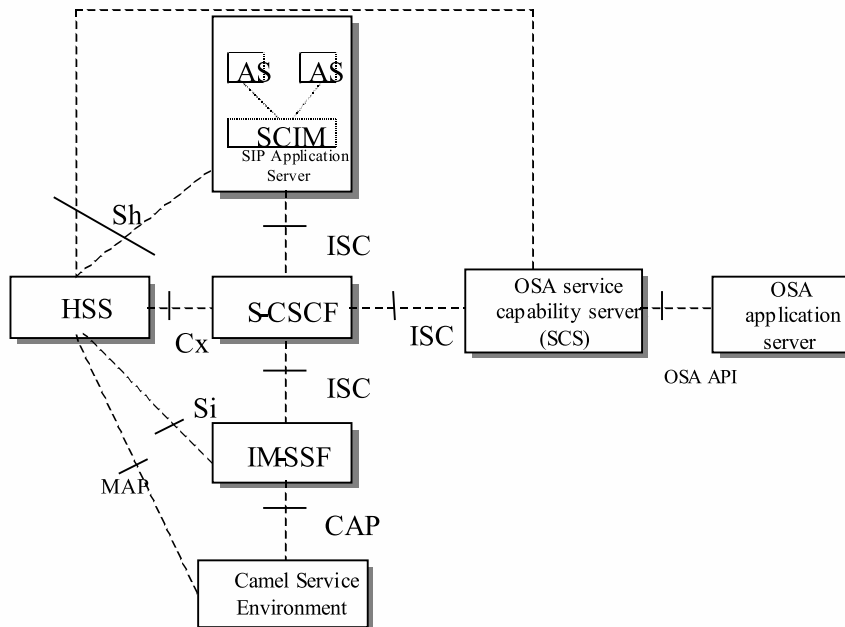 AS AS
SCIM
SIP Application
Server
Sh
ISC
HSS
S-CSCF
OSA service
capability server
(SCS)
OSA
application
server
Cx
ISC
OSA API
ISC
Si
IM-SSF
MAP
CAP
Camel Service
Environment